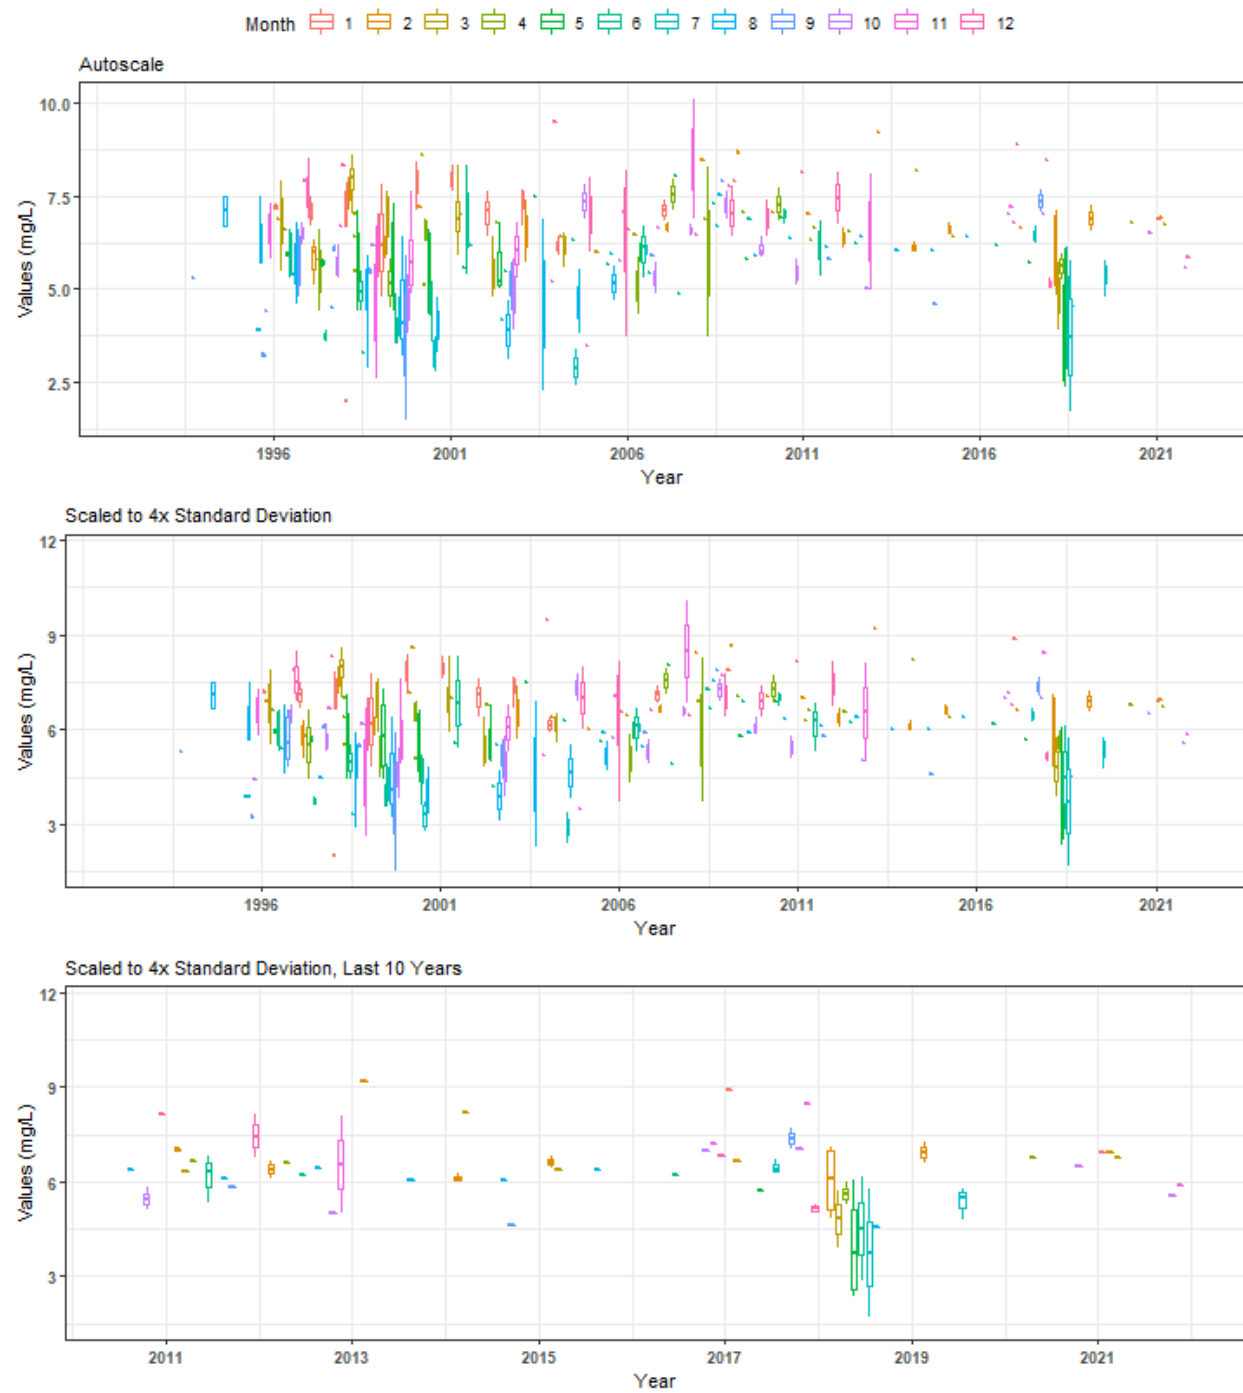 Month 1 2 3 4 5 6 7 8 9 10 11 12
Autoscale
10.0
7.5
5.0
2.5
Values (mg/L)
1996 2001 2006 2011 2016 2021
Year
Scaled to 4x Standard Deviation
12
9
6
3
Values (mg/L)
1996 2001 2006 2011 2016 2021
Year
Scaled to 4x Standard Deviation, Last 10 Years
12
9
6
3
Values (mg/L)
2011 2013 2015 2017 2019 2021
Year